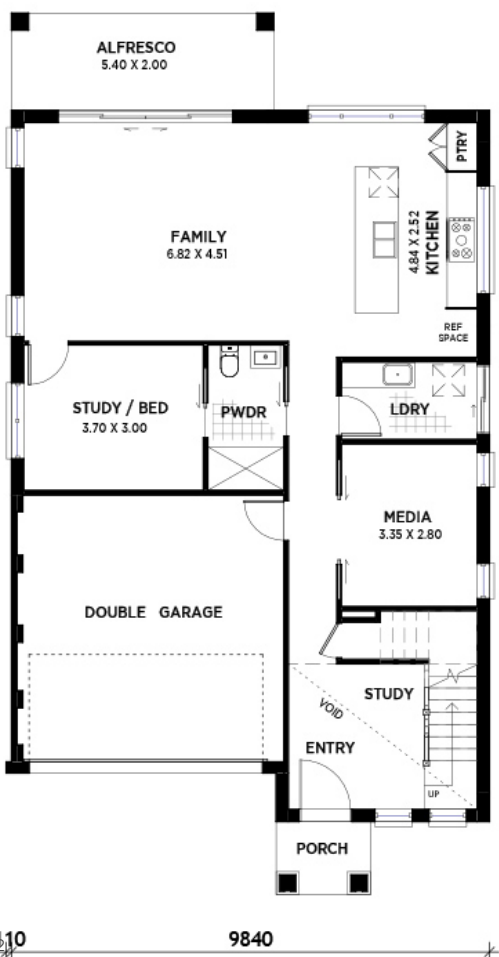 ALFRESCO
5.40 X 2.00
PTRY
FAMILY
6.82 X 4.51
KITCHEN
4.84 X 2.52
REF
SPACE
STUDY / BED
3.70 X 3.00
PWDR
LDRY
MEDIA
3.35 X 2.80
DOUBLE GARAGE
STUDY
VOID
ENTRY
UP
PORCH
9840